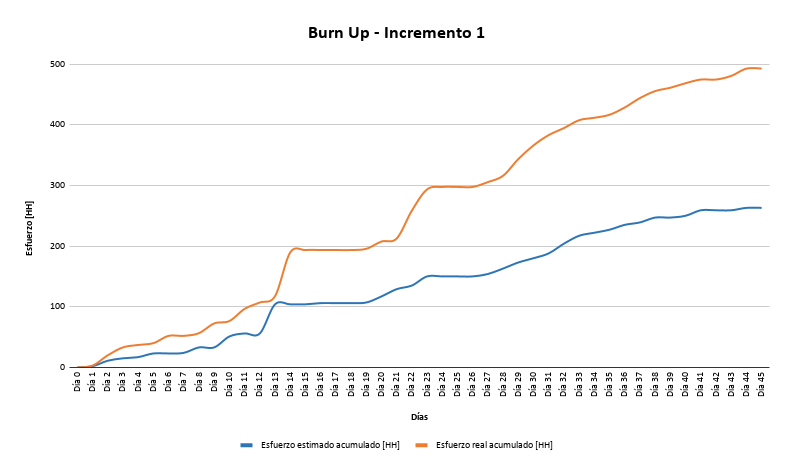 Burn Up - Incremento 1
500
400
300
200
100
0
Esfuerzo [HH]
Día 0
Día 1
Día 2
Día 3
Día 4
Día 5
Día 6
Día 7
Día 8
Día 9
Día 10
Día 11
Día 12
Día 13
Día 14
Día 15
Día 16
Día 17
Día 18
Día 19
Día 20
Día 21
Día 22
Día 23
Día 24
Día 25
Día 26
Día 27
Día 28
Día 29
Día 30
Día 31
Día 32
Día 33
Día 34
Día 35
Día 36
Día 37
Día 38
Día 39
Día 40
Día 41
Día 42
Día 43
Día 44
Día 45
Días
Esfuerzo estimado acumulado [HH]
Esfuerzo real acumulado [HH]